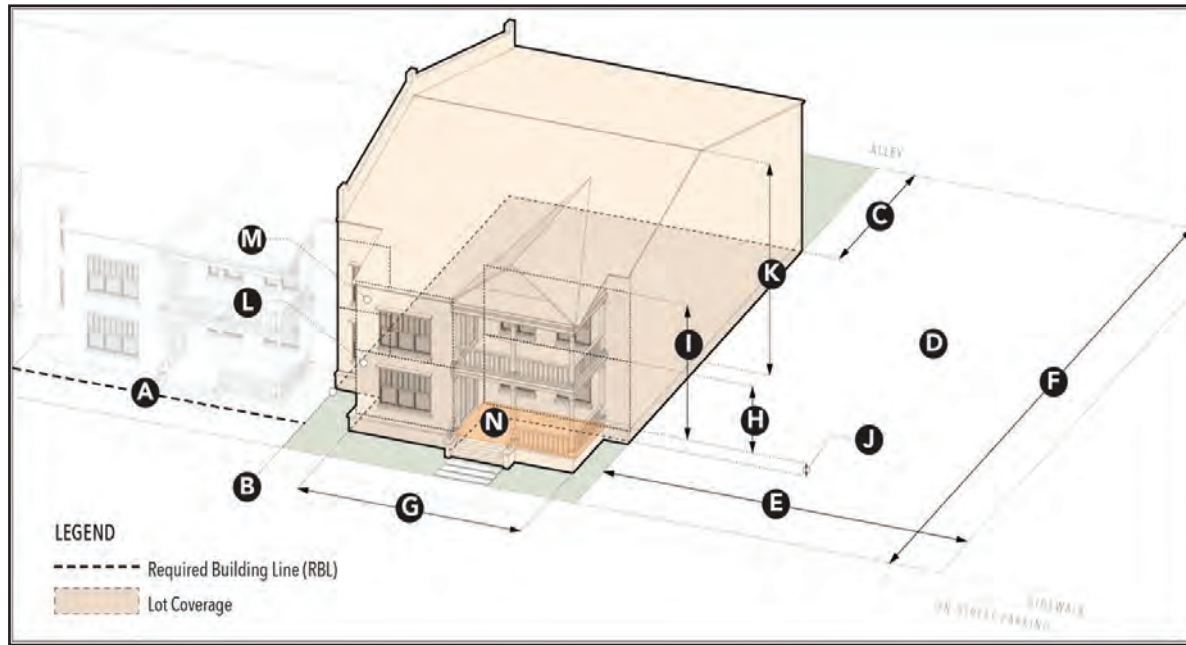 ALLEY
M
C
K
L
I
D
A
F
H
N
J
B
G
E
LEGEND
Required Building Line (RBL)
Lot Coverage
SIDEWALK
ON-STREET PARKING